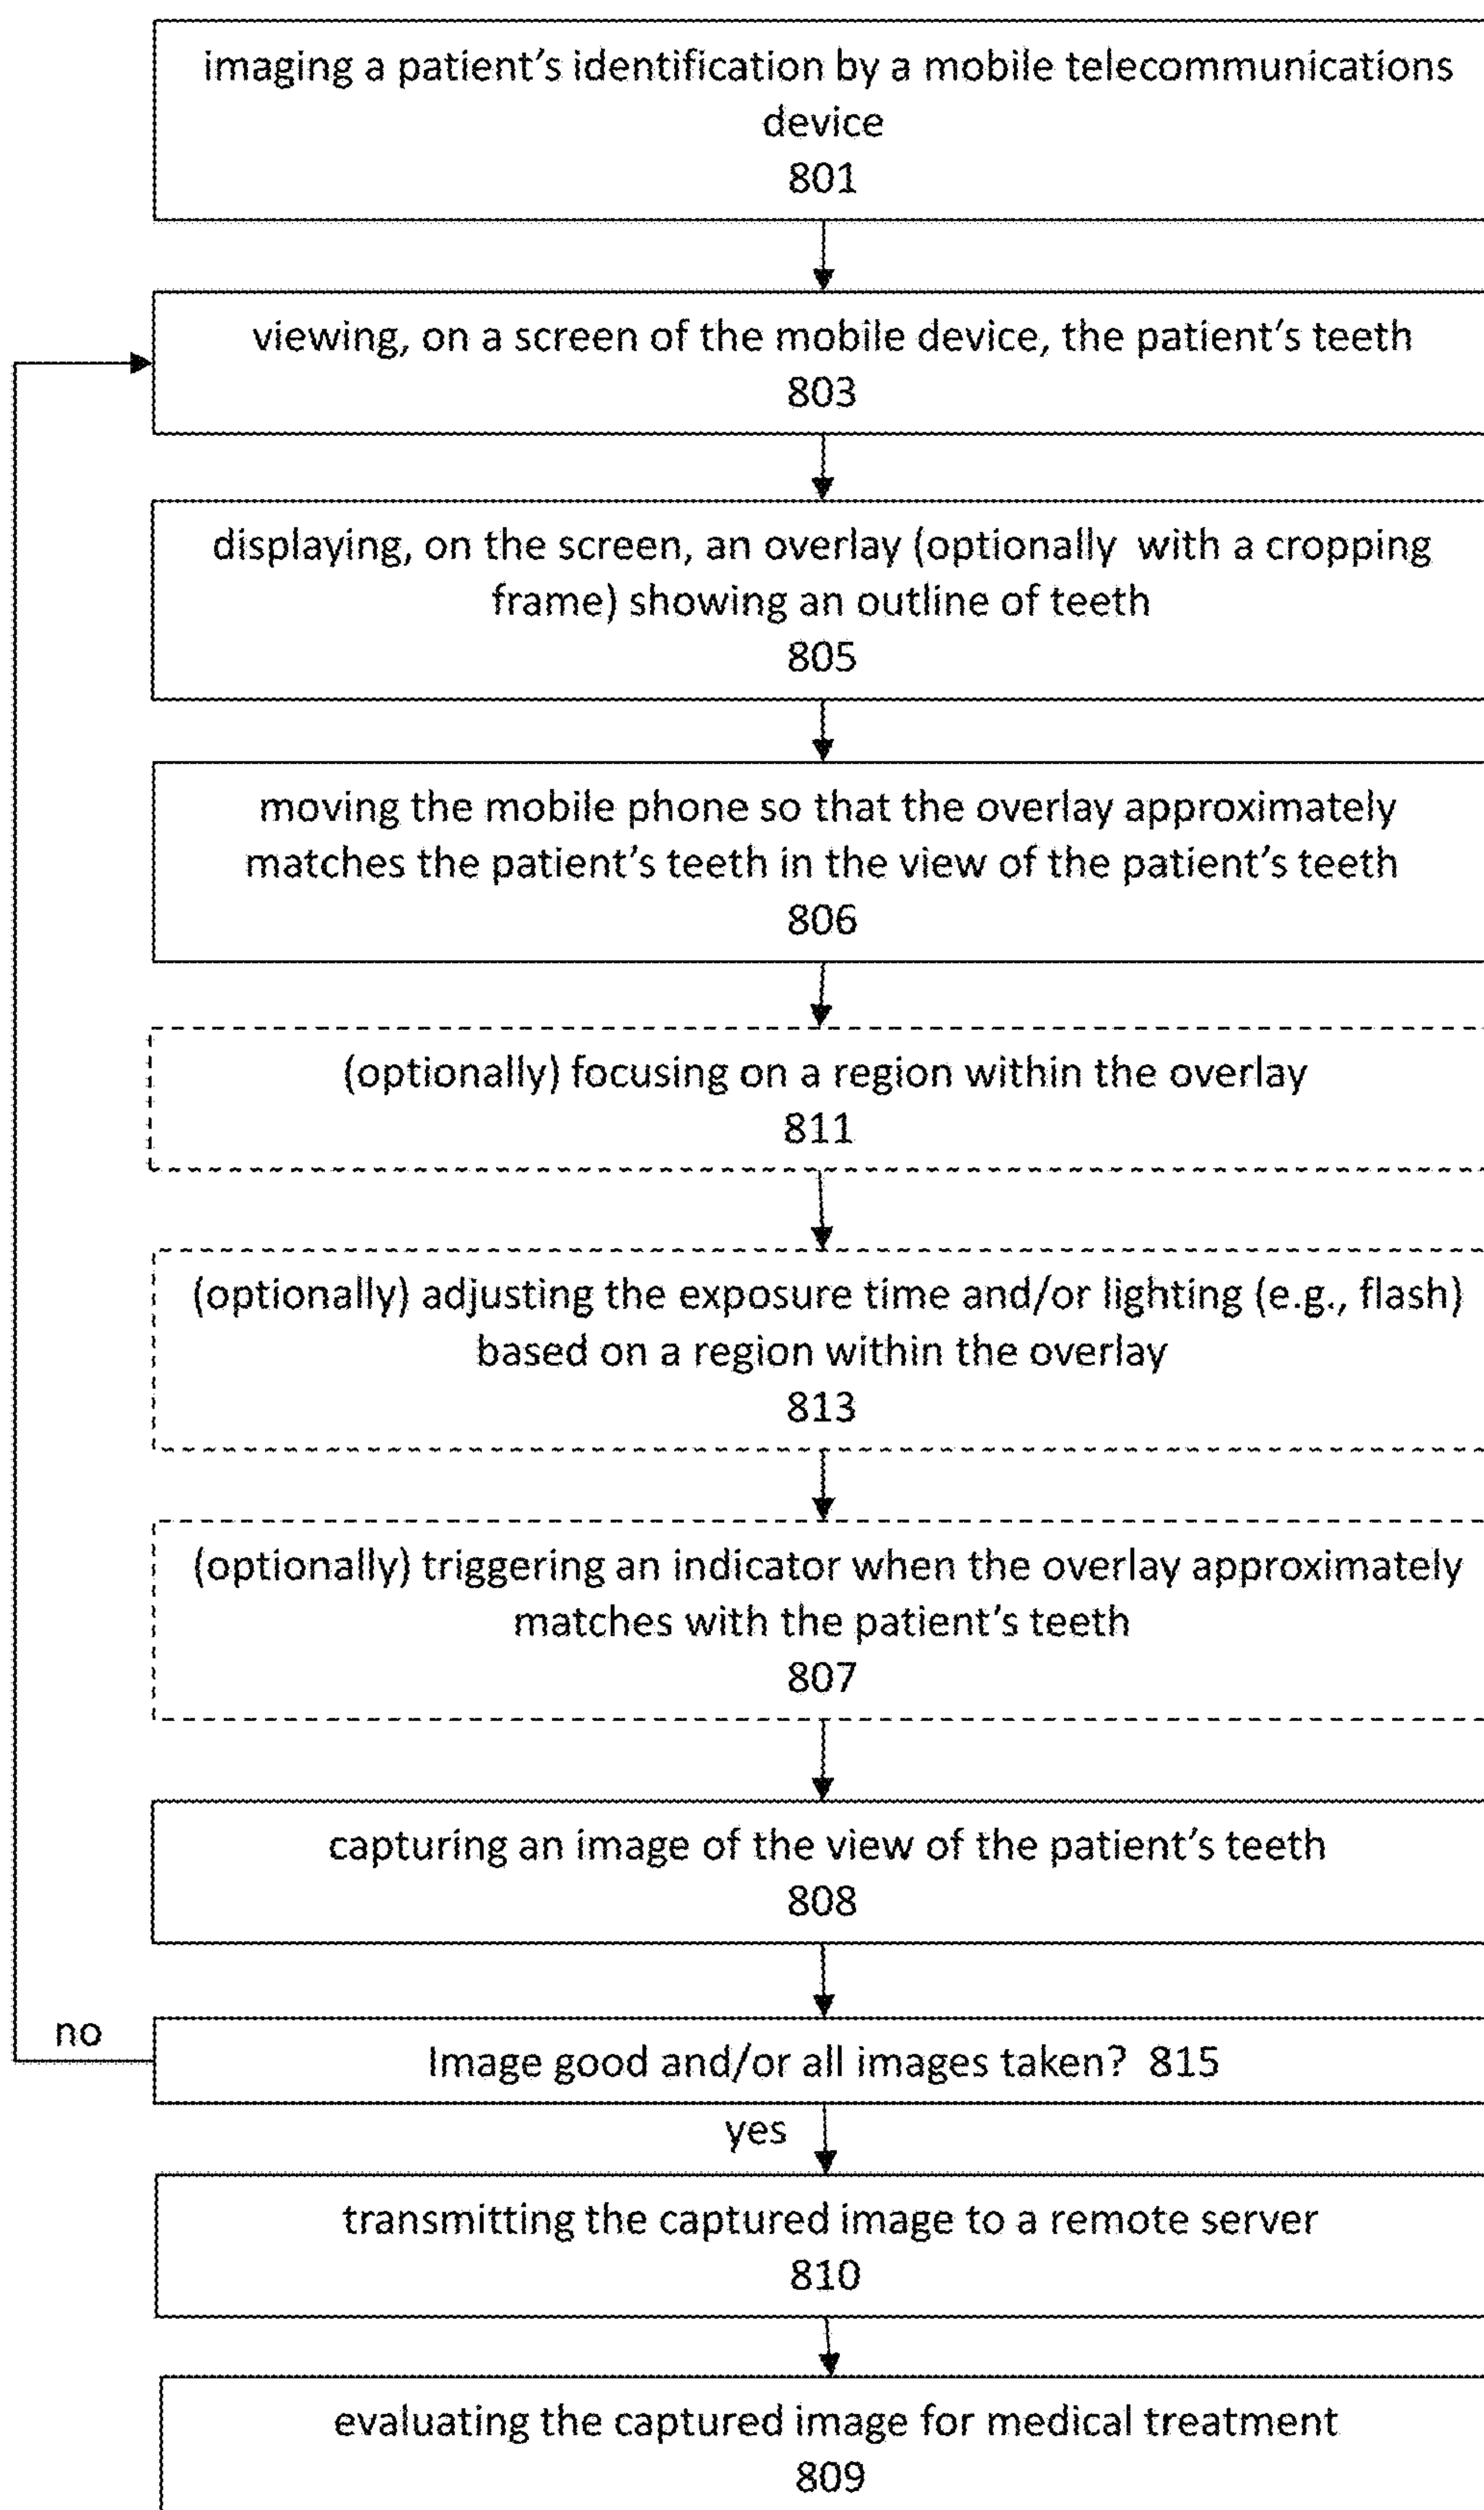 imaging a patient's identification by a mobile telecommunications
device
801
viewing, on a screen of the mobile device, the patient's teeth
803
displaying, on the screen, an overlay (optionally with a cropping
frame) showing an outline of teeth
805
moving the mobile phone so that the overlay approximately
matches the patient's teeth in the view of the patient's teeth
806
(optionally) focusing on a region within the overlay
811
(optionally) adjusting the exposure time and/or lighting (e.g., flash)
based on a region within the overlay
813
(optionally) triggering an indicator when the overlay approximately
matches with the patient's teeth
807
capturing an image of the view of the patient's teeth
808
no
Image good and/or all images taken? 815
yes
transmitting the captured image to a remote server
810
evaluating the captured image for medical treatment
809